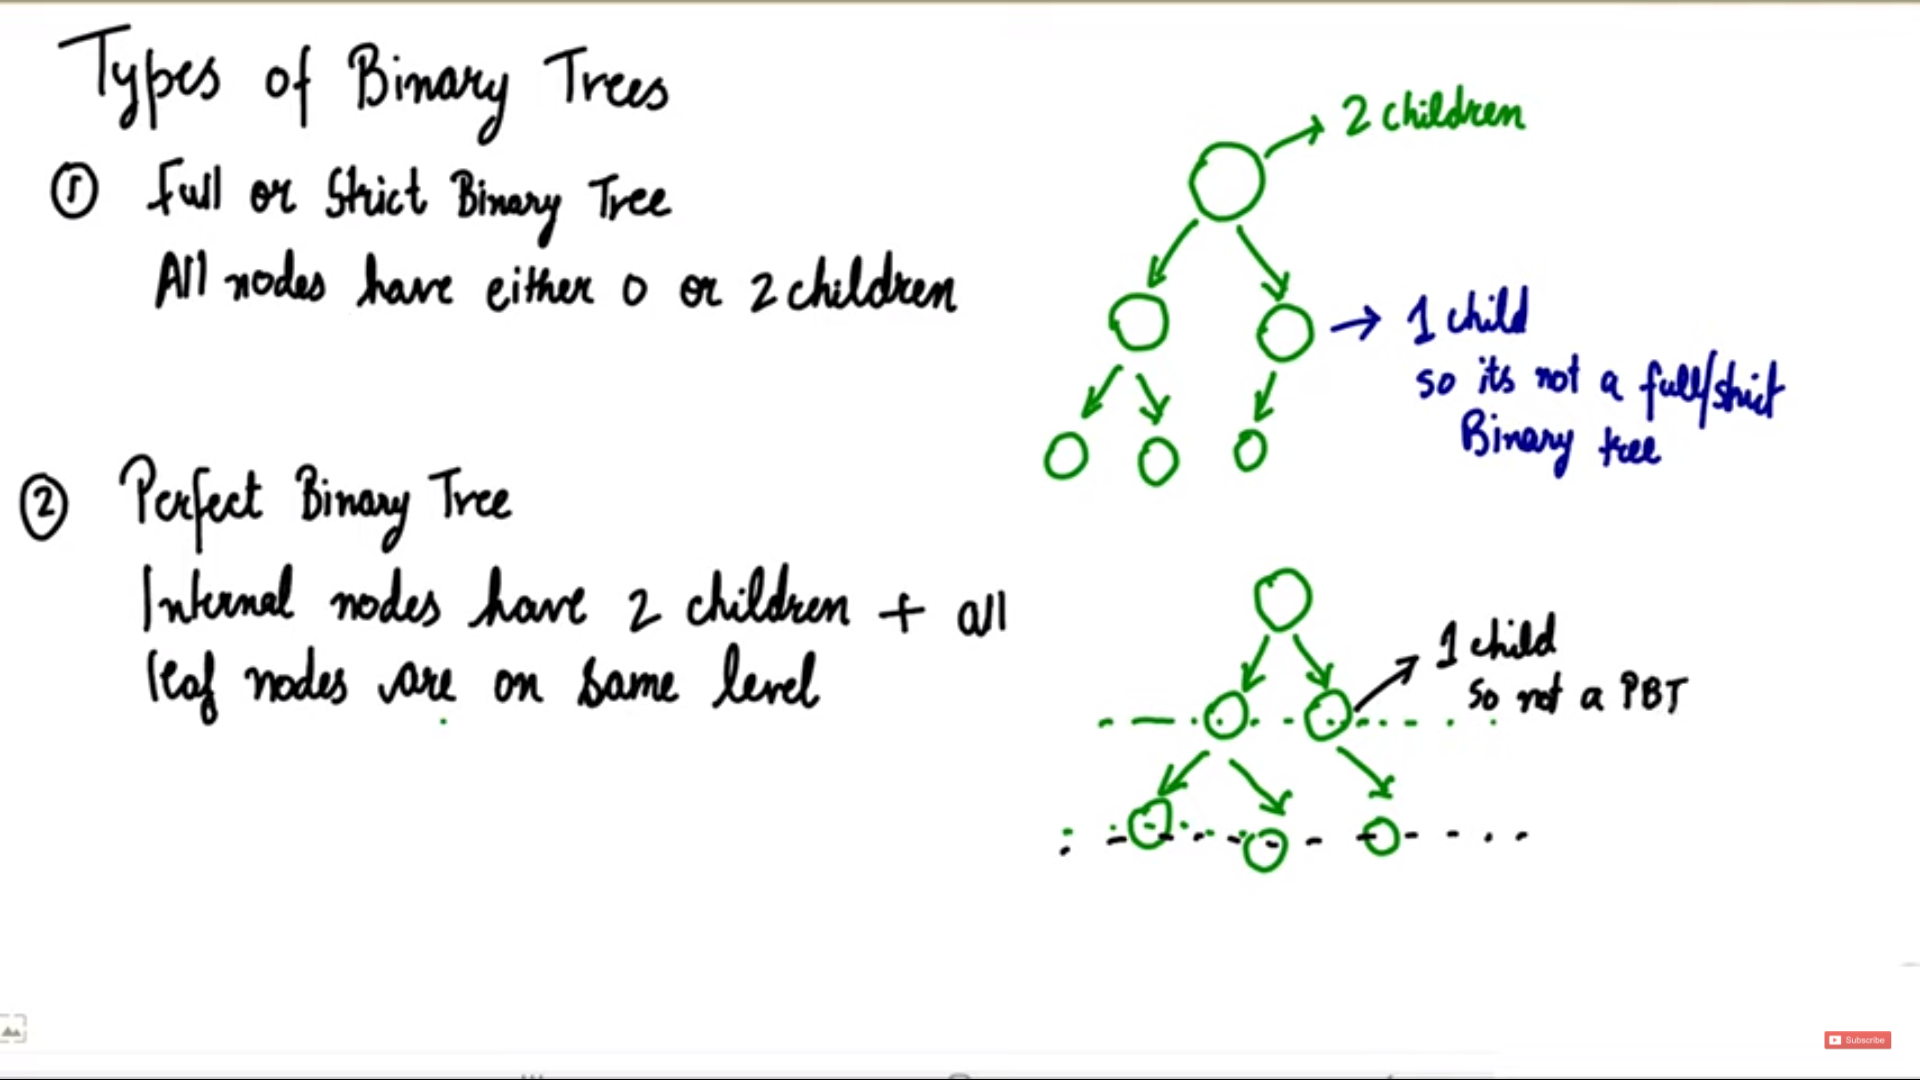 Types of Binary Trees
① Full or Strict Binary Tree
All nodes have either 0 or 2 children
2 children
1 child
so its not a full/strict
Binary tree
② Perfect Binary Tree
Internal nodes have 2 children + all
leaf nodes are on same level
1 child
so not a PBT
Subscribe